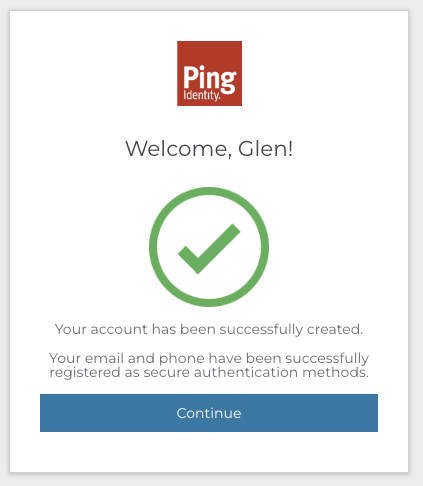 Ping
Identity.
Welcome, Glen!
Your account has been successfully created.
Your email and phone have been successfully
registered as secure authentication methods.
Continue